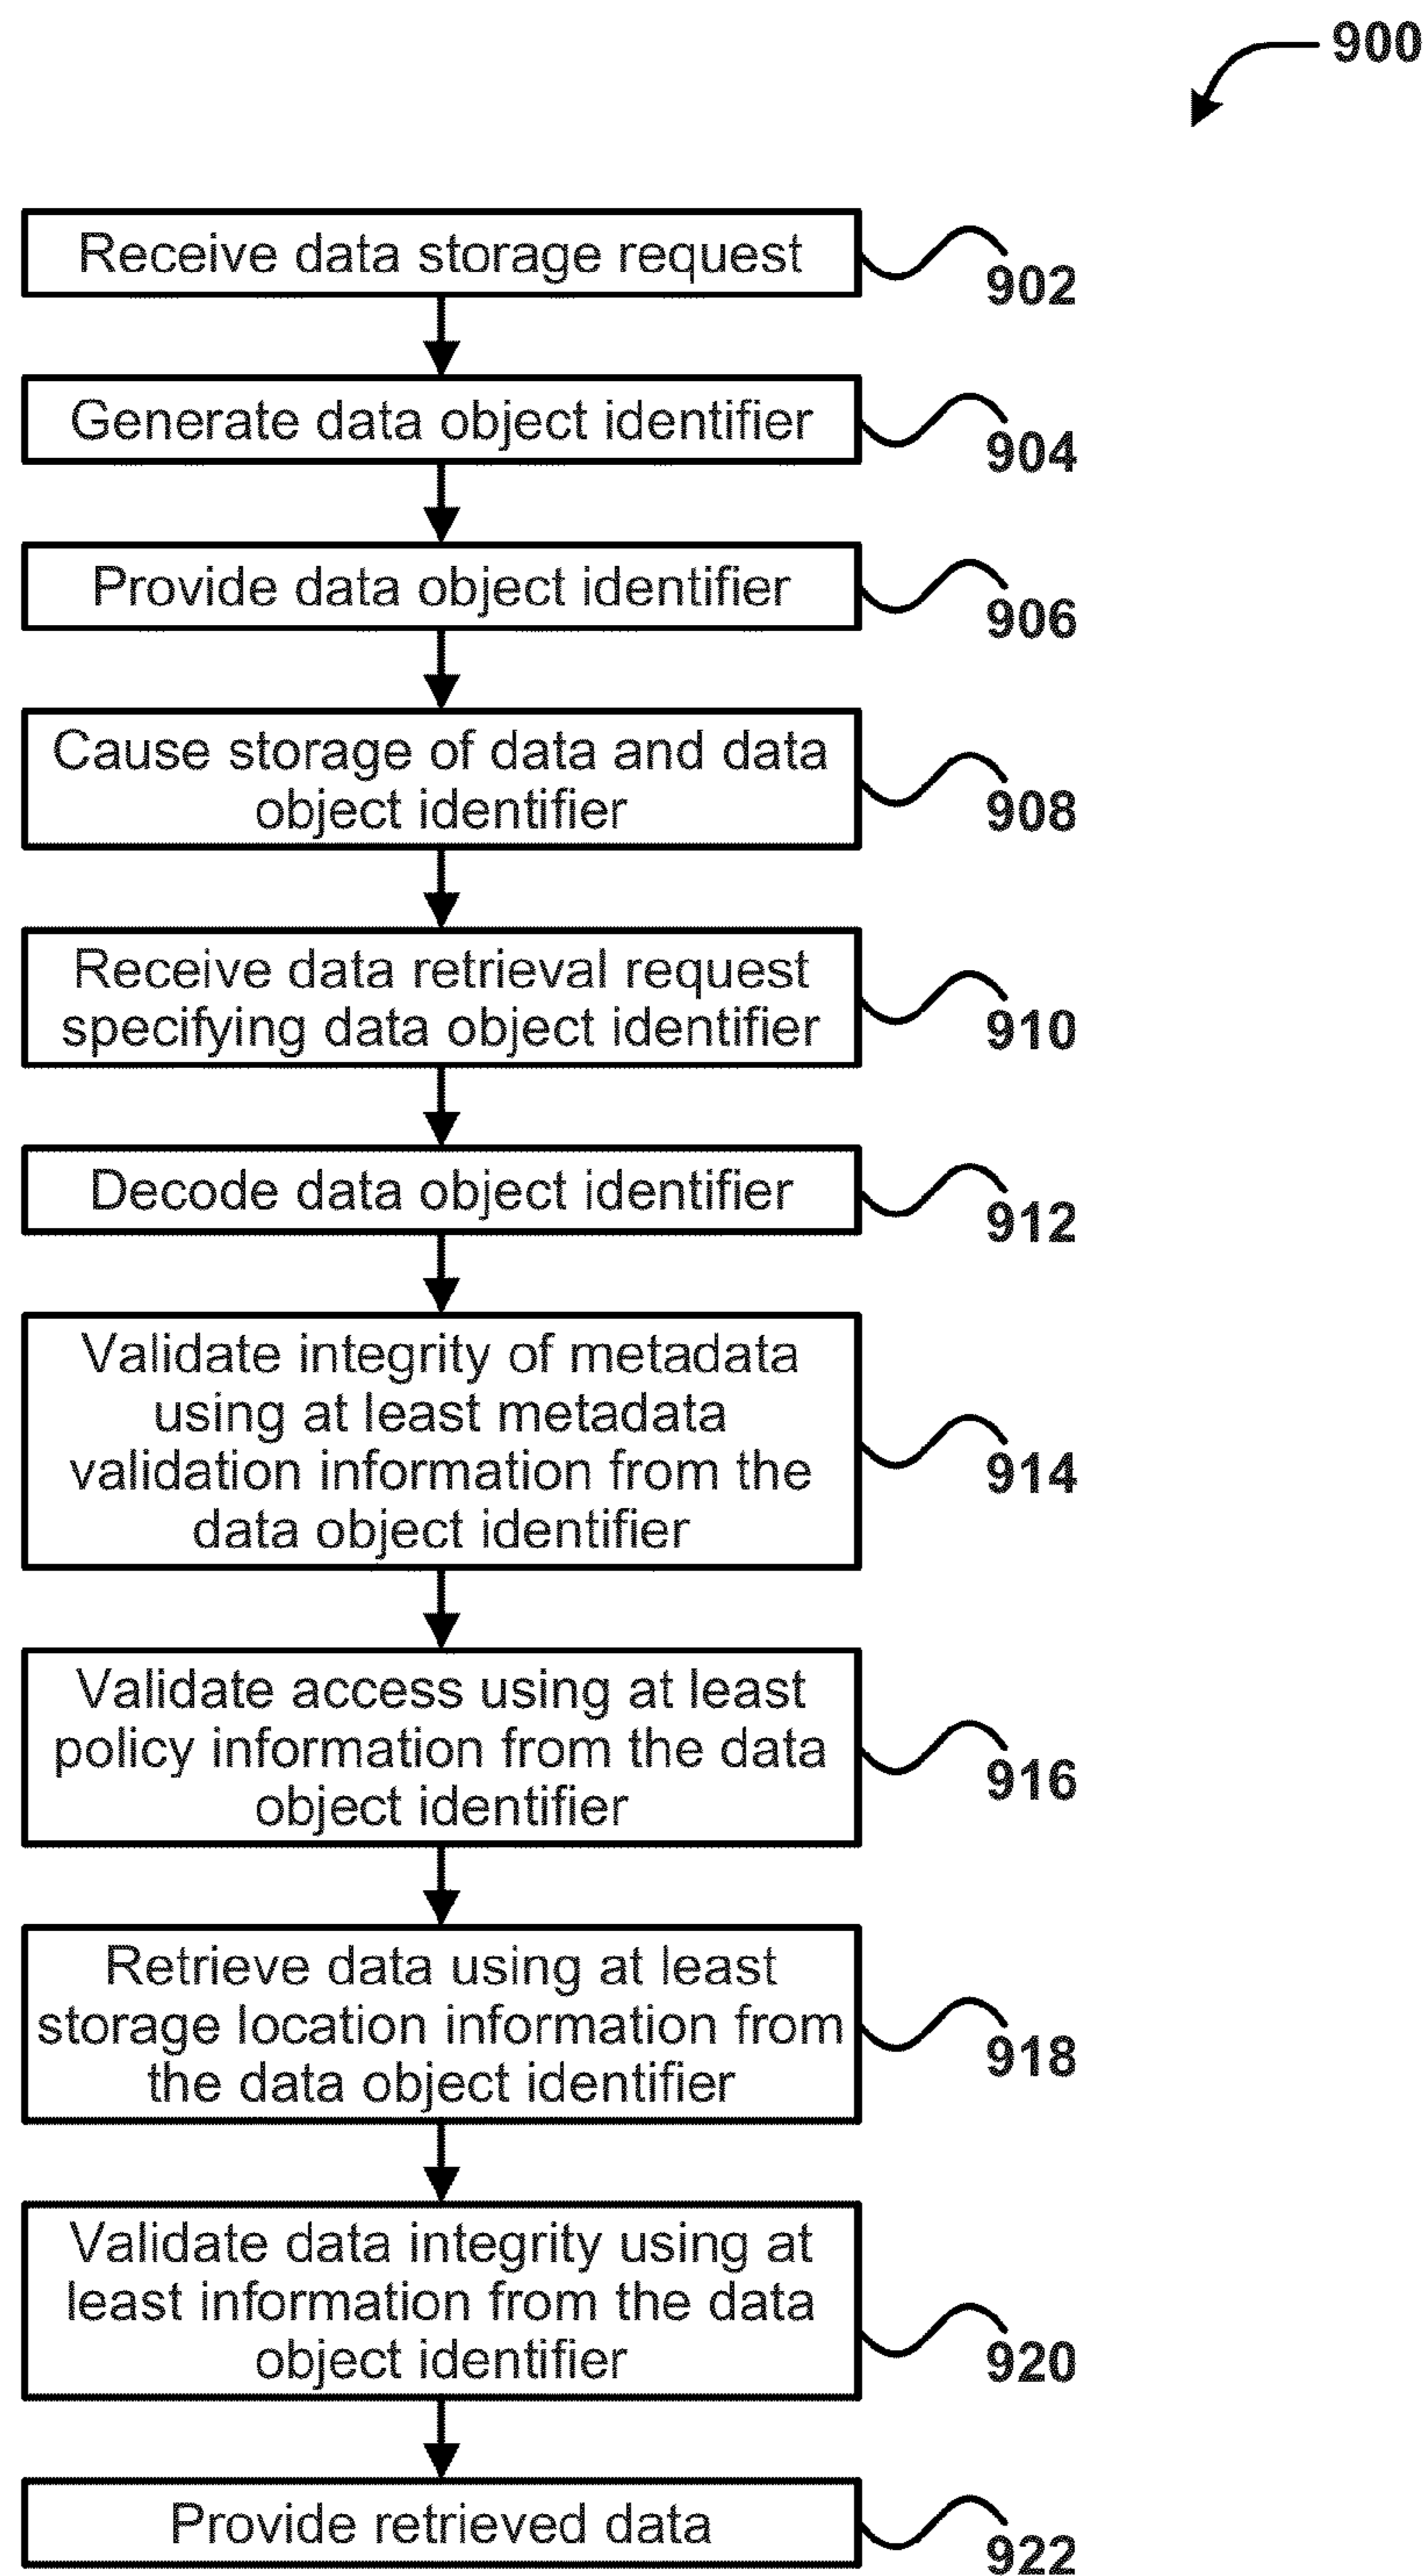 900
Receive data storage request
902
Generate data object identifier
904
Provide data object identifier
906
Cause storage of data and data
object identifier
908
Receive data retrieval request
specifying data object identifier
910
Decode data object identifier
912
Validate integrity of metadata
using at least metadata
validation information from the
data object identifier
914
Validate access using at least
policy information from the data
object identifier
916
Retrieve data using at least
storage location information from
the data object identifier
918
Validate data integrity using at
least information from the data
object identifier
920
Provide retrieved data
922